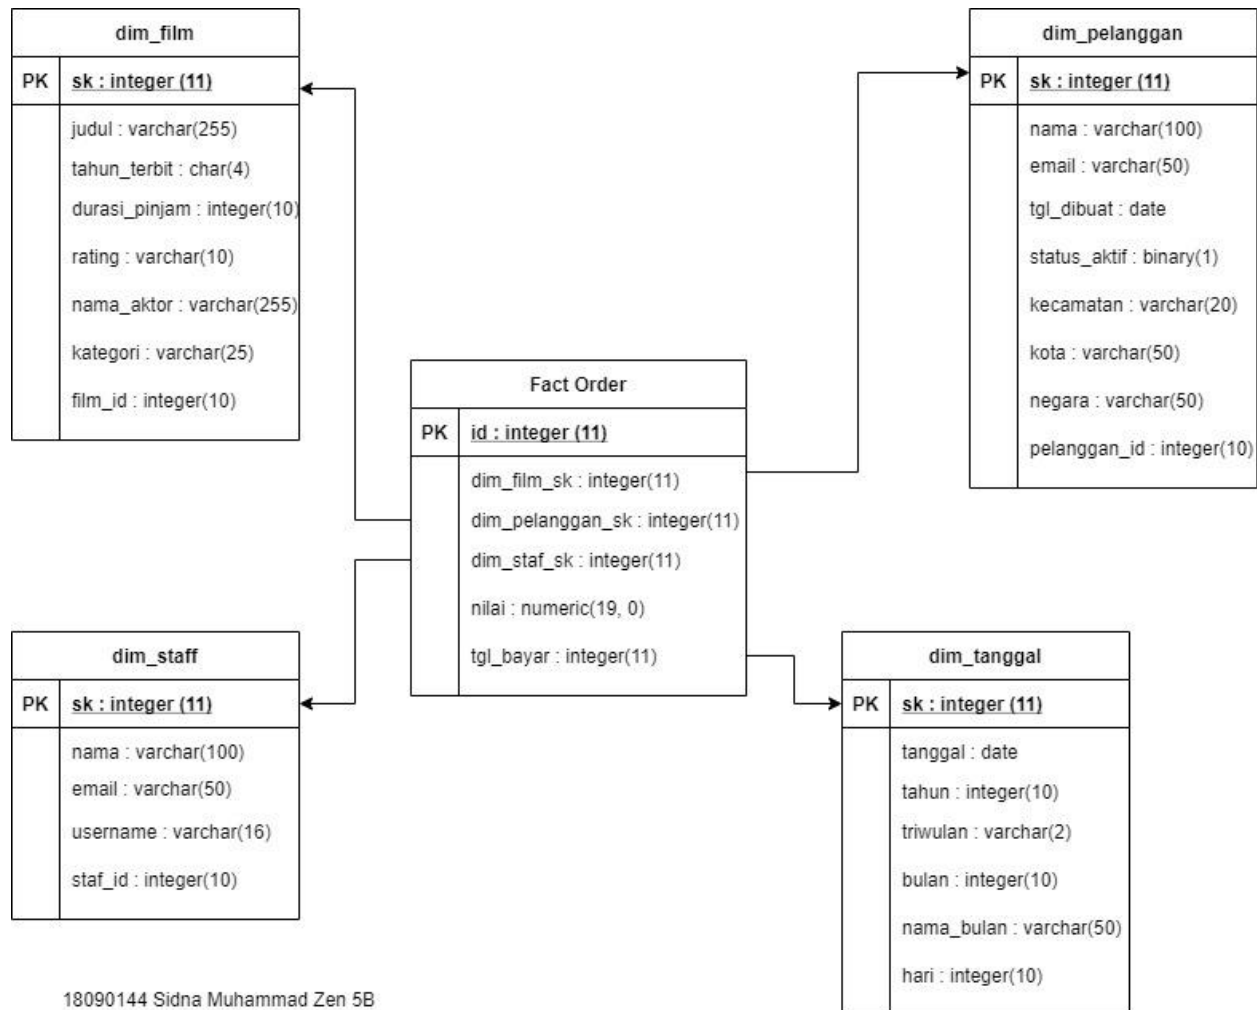 dim_film
PK sk : integer (11)
judul : varchar(255)
tahun_terbit : char(4)
durasi_pinjam : integer(10)
rating : varchar(10)
nama_aktor : varchar(255)
kategori : varchar(25)
film_id : integer(10)
dim_pelanggan
PK sk : integer (11)
nama : varchar(100)
email : varchar(50)
tgl_dibuat : date
status_aktif : binary(1)
kecamatan : varchar(20)
kota : varchar(50)
negara : varchar(50)
pelanggan_id : integer(10)
Fact Order
PK id : integer (11)
dim_film_sk : integer(11)
dim_pelanggan_sk : integer(11)
dim_staf_sk : integer(11)
nilai : numeric(19, 0)
tgl_bayar : integer(11)
dim_staff
PK sk : integer (11)
nama : varchar(100)
email : varchar(50)
username : varchar(16)
staf_id : integer(10)
dim_tanggal
PK sk : integer (11)
tanggal : date
tahun : integer(10)
triwulan : varchar(2)
bulan : integer(10)
nama_bulan : varchar(50)
hari : integer(10)
18090144 Sidna Muhammad Zen 5B